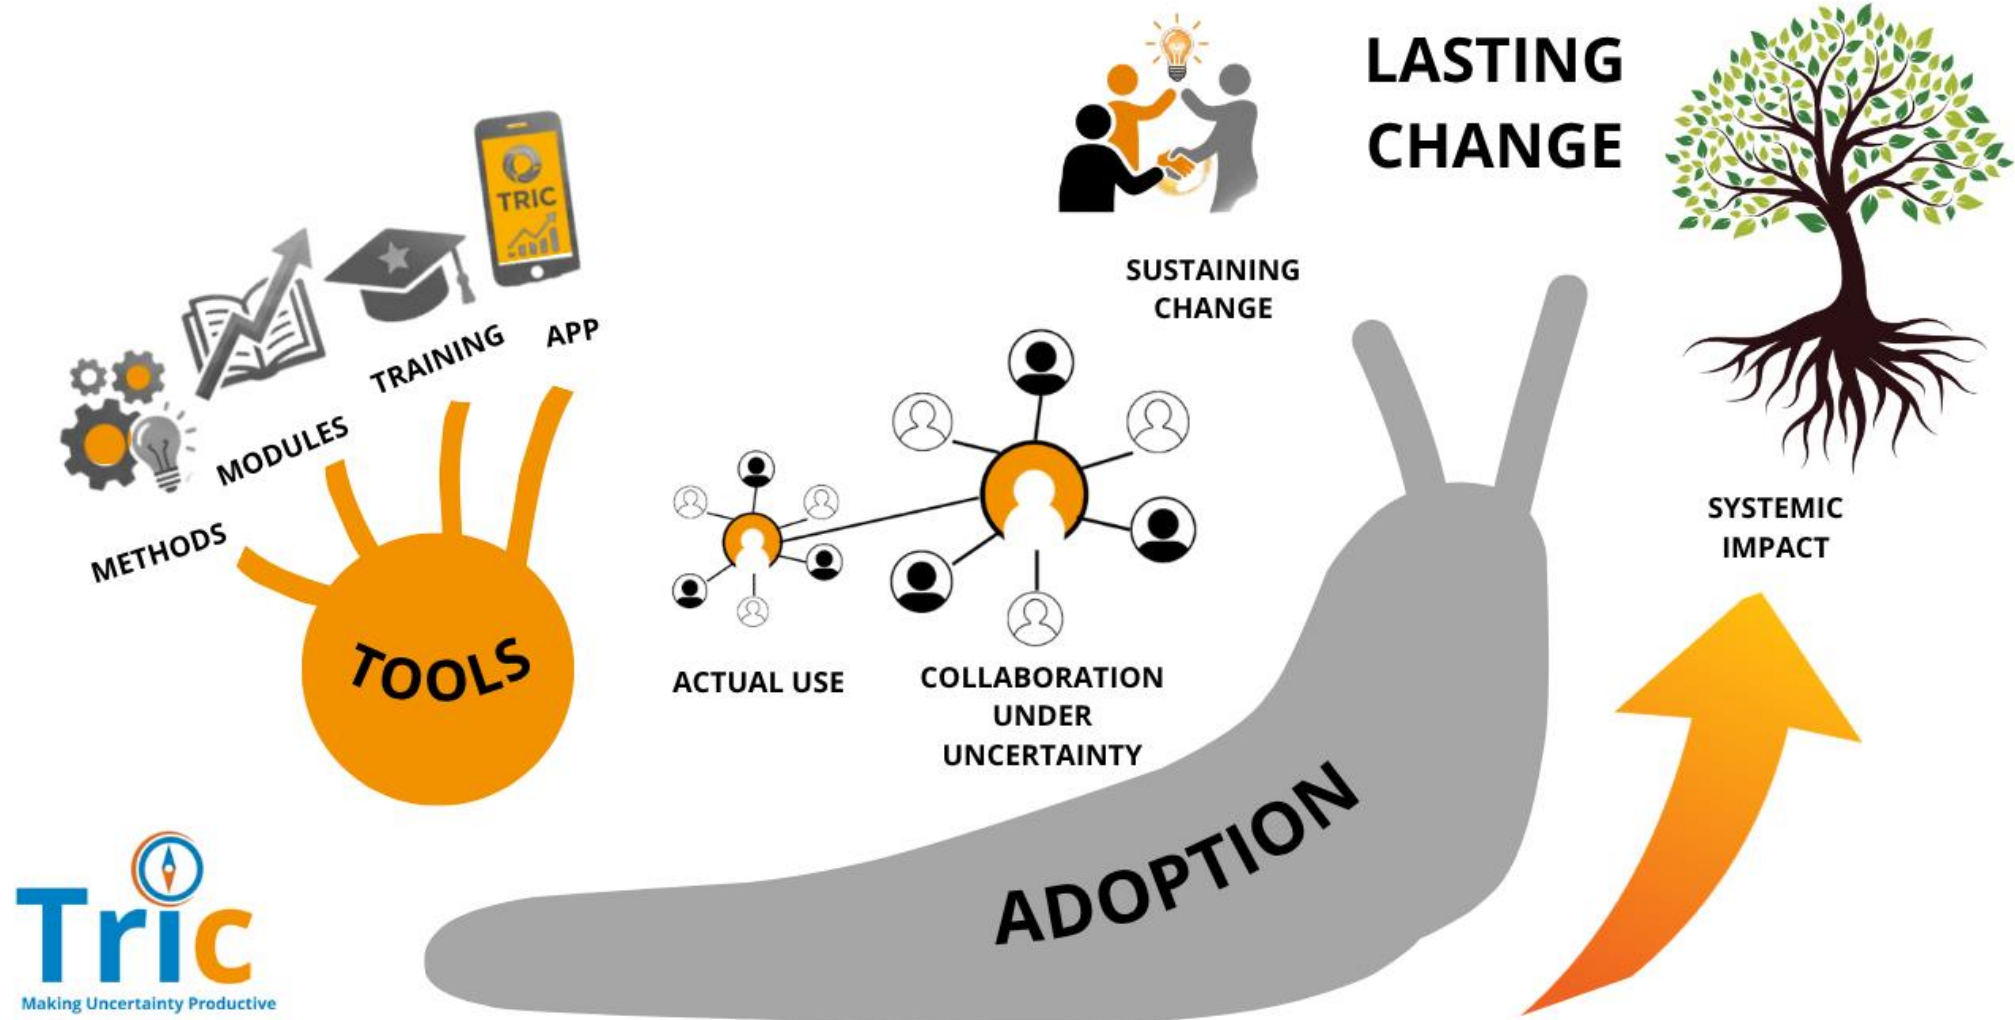 LASTING
CHANGE
TRIC
SUSTAINING
CHANGE
APP
TRAINING
MODULES
METHODS
TOOLS
ACTUAL USE
COLLABORATION
UNDER
UNCERTAINTY
SYSTEMIC
IMPACT
ADOPTION
Tric
Making Uncertainty Productive